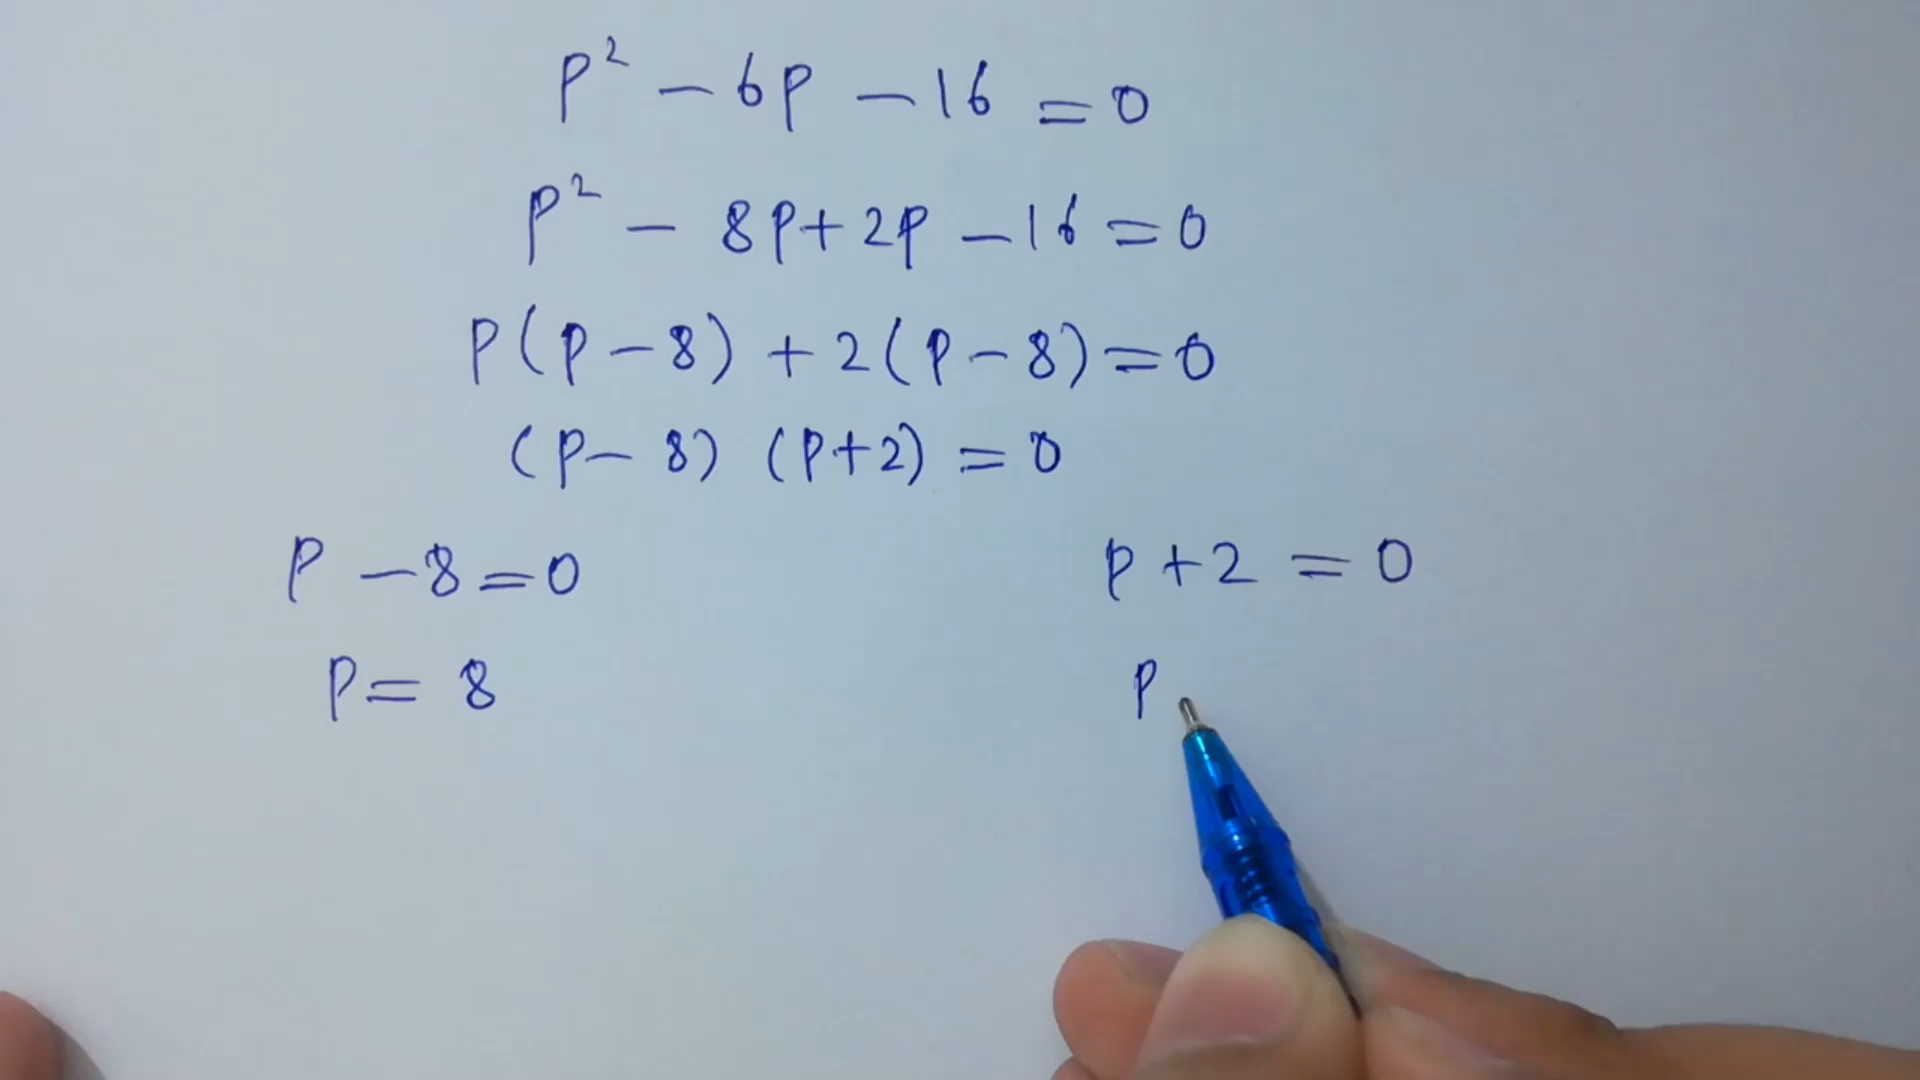 p² - 6p - 16 = 0
p² - 8p + 2p - 16 = 0
p(p - 8) + 2(p - 8) = 0
(p - 8) (p + 2) = 0
p - 8 = 0
p + 2 = 0
p = 8
p